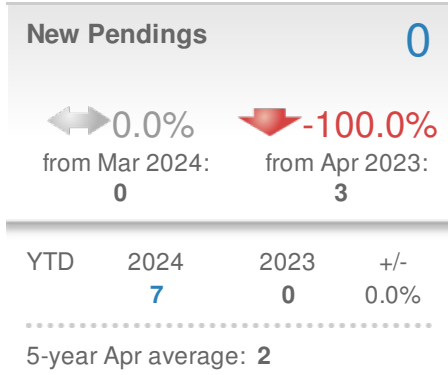 New Pendings 0
0.0% -100.0%
from Mar 2024: from Apr 2023:
0 3
YTD 2024 2023 +/-
7 0 0.0%
5-year Apr average: 2